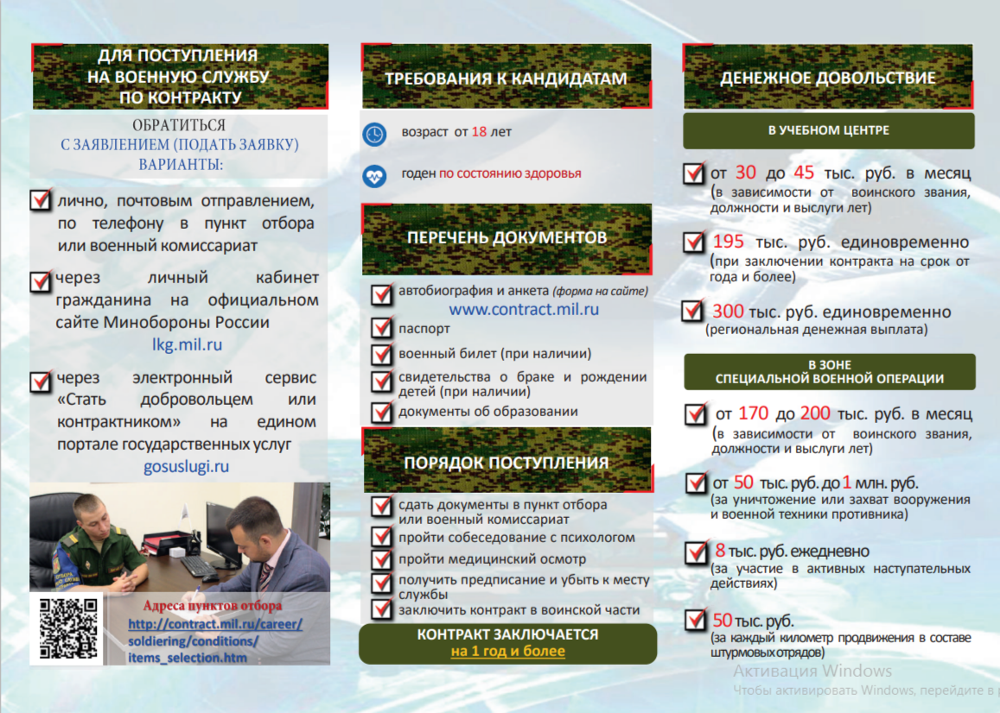 ДЛЯ ПОСТУПЛЕНИЯ
НА ВОЕННУЮ СЛУЖБУ
ПО КОНТРАКТУ
ОБРАТИТЬСЯ
С ЗАЯВЛЕНИЕМ (ПОДАТЬ ЗАЯВКУ)
ВАРИАНТЫ:
лично, почтовым отправлением,
по телефону в пункт отбора
или военный комиссариат
через личный кабинет
гражданина на официальном
сайте Минобороны России
lkg.mil.ru
через электронный сервис
«Стать добровольцем или
контрактником» на едином
портале государственных услуг
gosuslugi.ru
Адреса пунктов отбора
http://contract.mil.ru/career/
soldiering/conditions/
items_selection.htm
ТРЕБОВАНИЯ К КАНДИДАТАМ
возраст от 18 лет
годен по состоянию здоровья
ПЕРЕЧЕНЬ ДОКУМЕНТОВ
автобиография и анкета (форма на сайте)
www.contract.mil.ru
паспорт
военный билет (при наличии)
свидетельства о браке и рождении
детей (при наличии)
документы об образовании
ПОРЯДОК ПОСТУПЛЕНИЯ
сдать документы в пункт отбора
или военный комиссариат
пройти собеседование с психологом
пройти медицинский осмотр
получить предписание и убыть к месту
службы
заключить контракт в воинской части
КОНТРАКТ ЗАКЛЮЧАЕТСЯ
на 1 год и более
ДЕНЕЖНОЕ ДОВОЛЬСТВИЕ
В УЧЕБНОМ ЦЕНТРЕ
от 30 до 45 тыс. руб. в месяц
(в зависимости от воинского звания,
должности и выслуги лет)
195 тыс. руб. единовременно
(при заключении контракта на срок от
года и более)
300 тыс. руб. единовременно
(региональная денежная выплата)
В ЗОНЕ
СПЕЦИАЛЬНОЙ ВОЕННОЙ ОПЕРАЦИИ
от 170 до 200 тыс. руб. в месяц
(в зависимости от воинского звания,
должности и выслуги лет)
от 50 тыс. руб. до 1 млн. руб.
(за уничтожение или захват вооружения
и военной техники противника)
8 тыс. руб. ежедневно
(за участие в активных наступательных
действиях)
50 тыс. руб.
(за каждый километр продвижения в составе
штурмовых отрядов)
Активация Windows
Чтобы активировать Windows, перейдите в